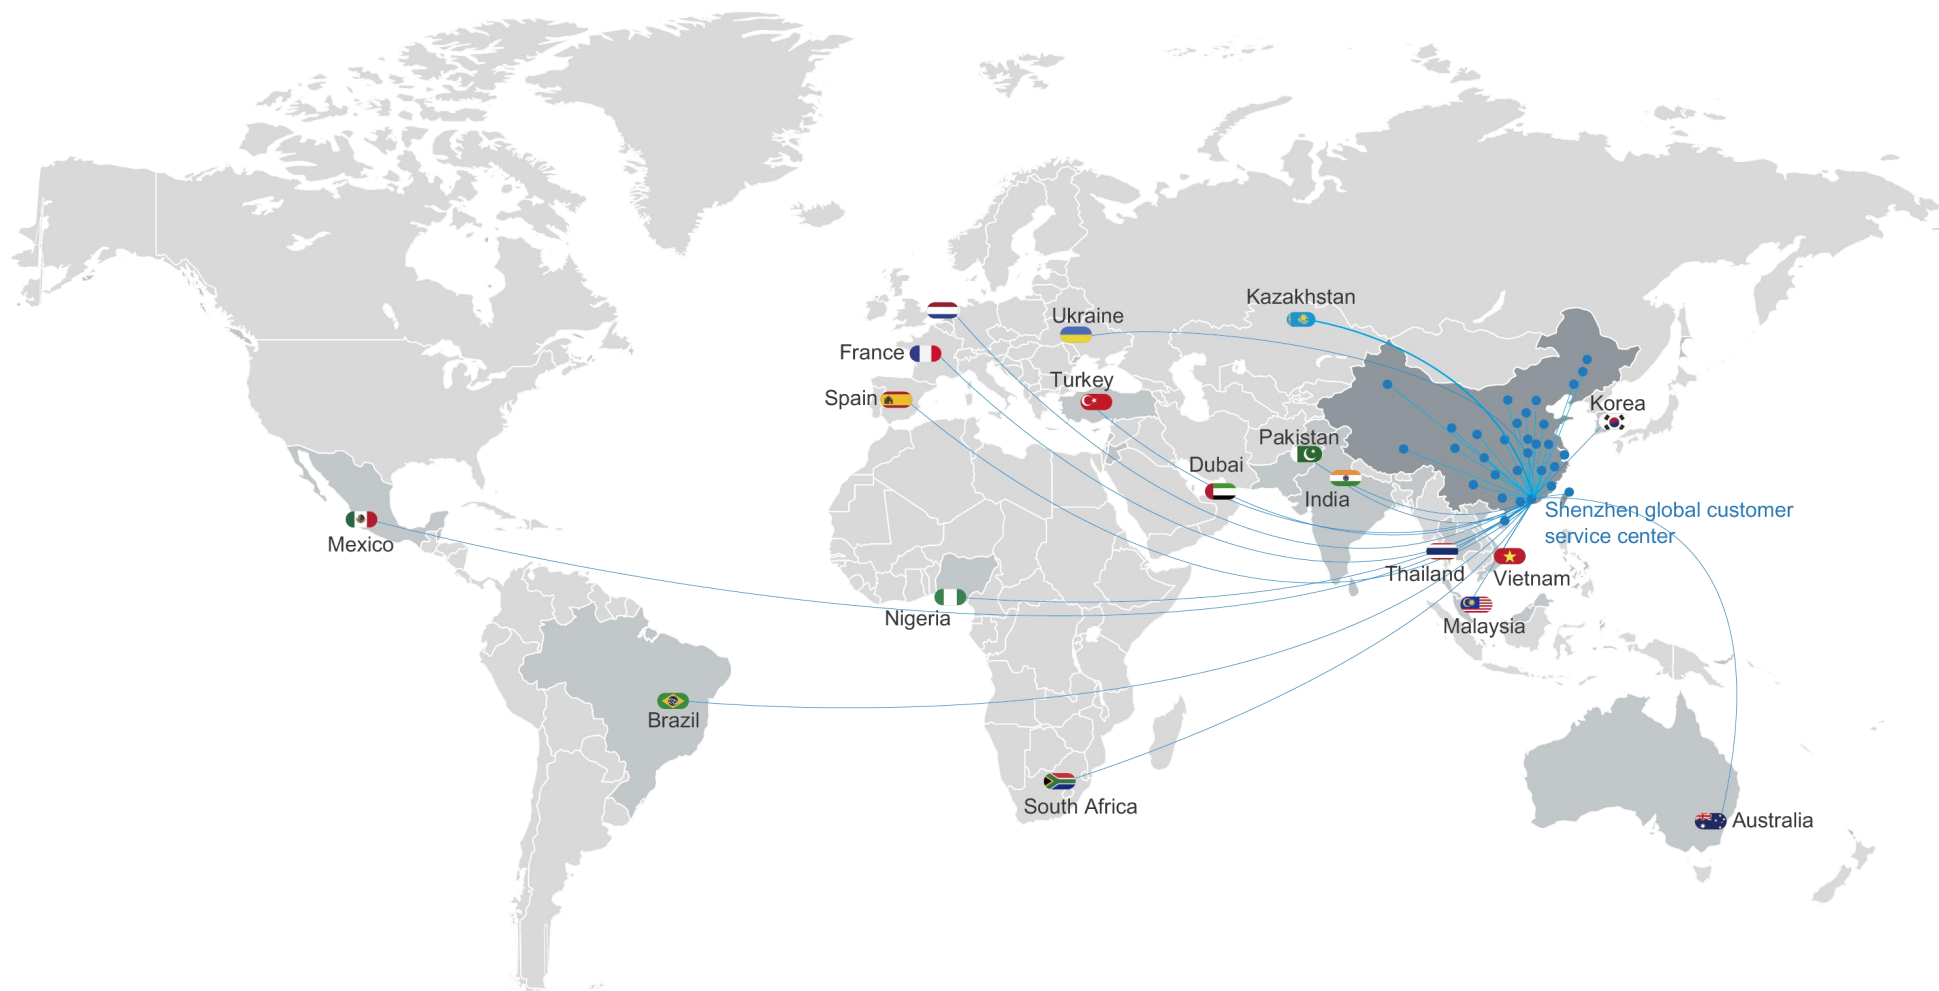 Kazakhstan
Ukraine
France
Turkey
Spain
Korea
Pakistan
Dubai
India
Shenzhen global customer
service center
Mexico
Thailand
Vietnam
Nigeria
Malaysia
Brazil
South Africa
Australia